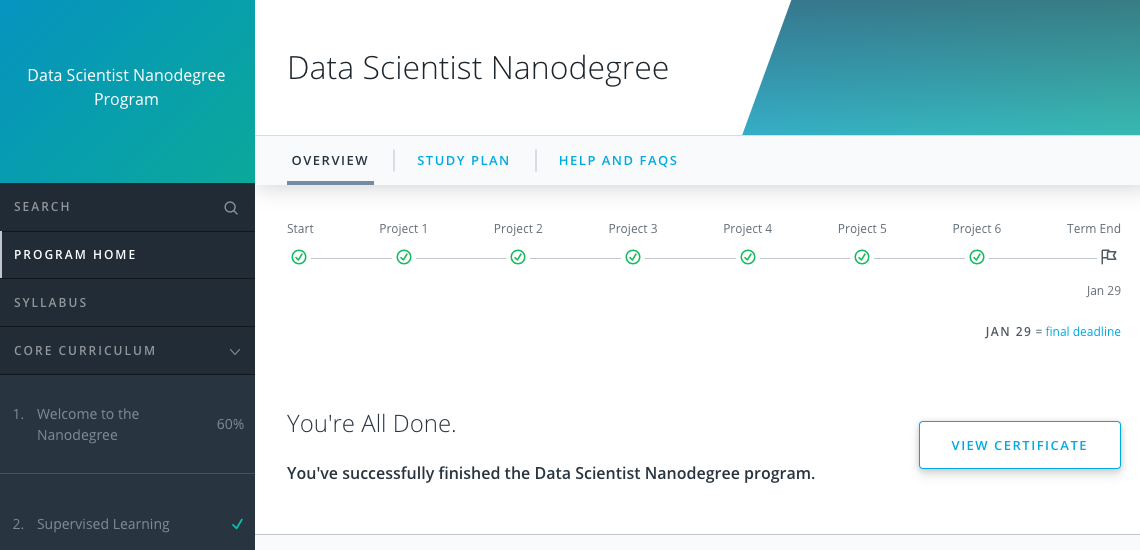 Data Scientist Nanodegree
Program
SEARCH
PROGRAM HOME
SYLLABUS
CORE CURRICULUM
1. Welcome to the
Nanodegree
60%
2. Supervised Learning
Data Scientist Nanodegree
OVERVIEW STUDY PLAN HELP AND FAQS
Start Project 1 Project 2 Project 3 Project 4 Project 5 Project 6 Term End
Jan 29
JAN 29 = final deadline
You're All Done.
You've successfully finished the Data Scientist Nanodegree program.
VIEW CERTIFICATE